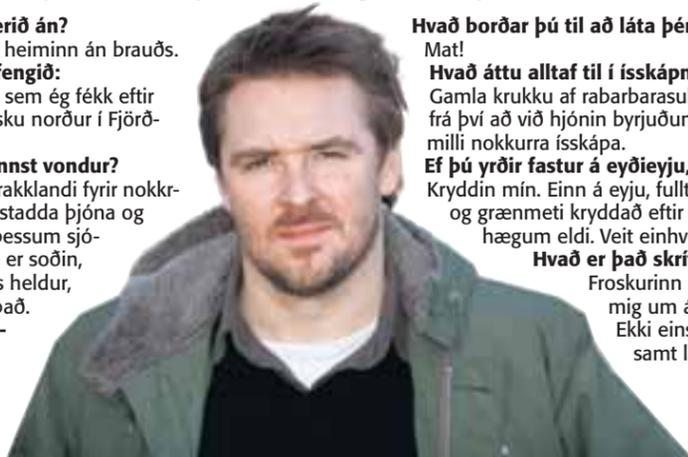 erið án?
heiminn án brauðs.
fengið:
sem ég fékk eftir
sku norður í Fjörð-
nnst vondur?
rakklandi fyrir nokkr-
stadda þjóna og
þessum sjó-
er soðin,
s heldur,
það.
-
Hvað borðar þú til að láta þér
Mat!
Hvað áttu alltaf til í ísskápn
Gamla krukku af rabarbarasul
frá því að við hjónin byrjuðum
milli nokkurra ísskápa.
Ef þú yrðir fastur á eyðieyju,
Kryddin mín. Einn á eyju, fullt
og grænmeti kryddað eftir
hægum eldi. Veit einhv
Hvað er það skrít
Froskurinn
mig um á
Ekki eins
samt l